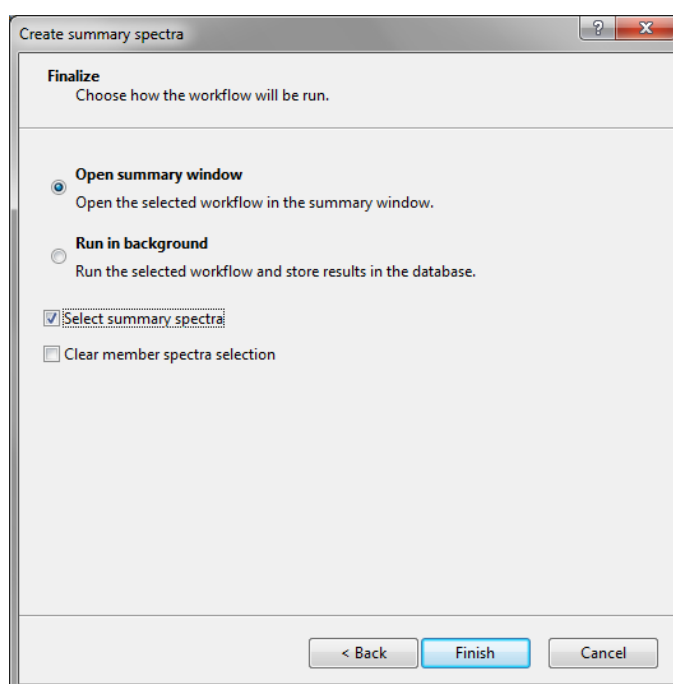 Create summary spectra
Finalize
Choose how the workflow will be run.
Open summary window
Open the selected workflow in the summary window.
Run in background
Run the selected workflow and store results in the database.
Select summary spectra
Clear member spectra selection
< Back Finish Cancel